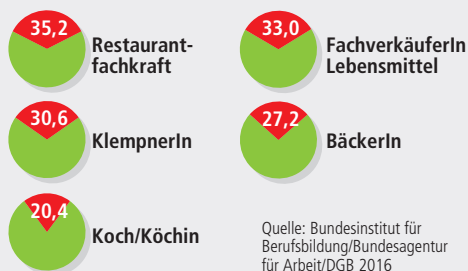 35,2
Restaurant-
fachkraft
33,0
FachverkäuferIn
Lebensmittel
30,6
KlempnerIn
27,2
BäckerIn
20,4
Koch/Köchin
Quelle: Bundesinstitut für
Berufsbildung/Bundesagentur
für Arbeit/DGB 2016